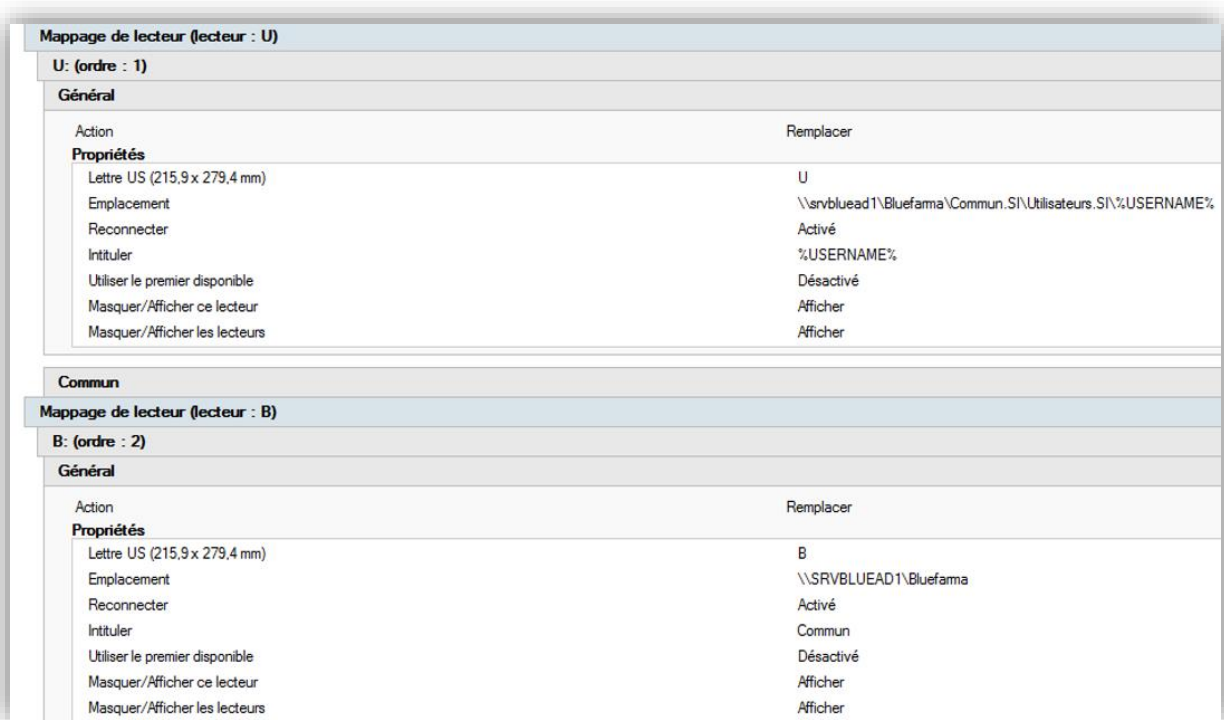 Mappage de lecteur (lecteur : U)
U: (ordre : 1)
Général
Action Remplacer
Propriétés
Lettre US (215,9 x 279,4 mm) U
Emplacement \\srvbluead1\Bluefarma\Commun.SI\Utilisateurs.SI\%USERNAME%
Reconnecter Activé
Intituler %USERNAME%
Utiliser le premier disponible Désactivé
Masquer/Afficher ce lecteur Afficher
Masquer/Afficher les lecteurs Afficher
Commun
Mappage de lecteur (lecteur : B)
B: (ordre : 2)
Général
Action Remplacer
Propriétés
Lettre US (215,9 x 279,4 mm) B
Emplacement \\SRVBLUEAD1\Bluefarma
Reconnecter Activé
Intituler Commun
Utiliser le premier disponible Désactivé
Masquer/Afficher ce lecteur Afficher
Masquer/Afficher les lecteurs Afficher